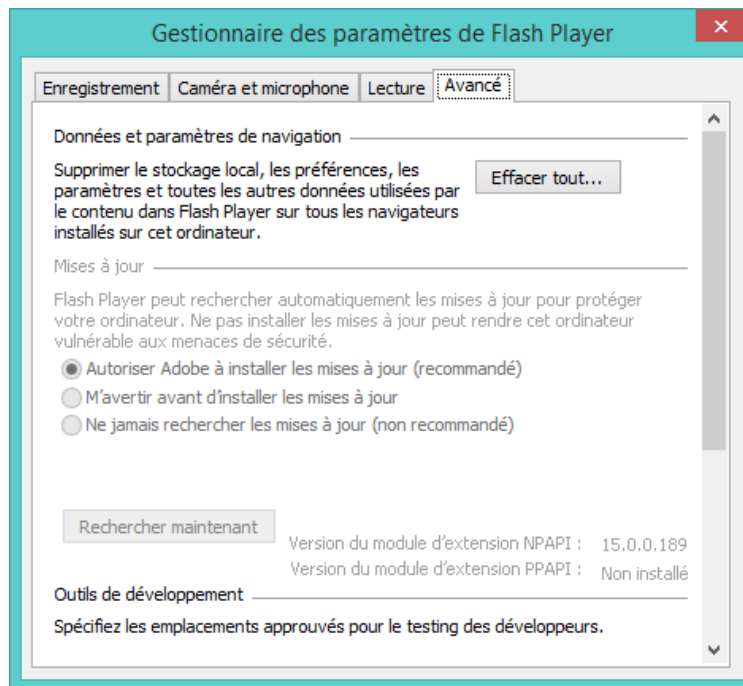 Gestionnaire des paramètres de Flash Player
Enregistrement
Caméra et microphone
Lecture
Avancé
Données et paramètres de navigation
Supprimer le stockage local, les préférences, les
paramètres et toutes les autres données utilisées par
le contenu dans Flash Player sur tous les navigateurs
installés sur cet ordinateur.
Effacer tout...
Mises à jour
Flash Player peut rechercher automatiquement les mises à jour pour protéger
votre ordinateur. Ne pas installer les mises à jour peut rendre cet ordinateur
vulnérable aux menaces de sécurité.
Autoriser Adobe à installer les mises à jour (recommandé)
M'avertir avant d'installer les mises à jour
Ne jamais rechercher les mises à jour (non recommandé)
Rechercher maintenant
Version du module d'extension NPAPI : 15.0.0.189
Version du module d'extension PPAPI : Non installé
Outils de développement
Spécifiez les emplacements approuvés pour le testing des développeurs.